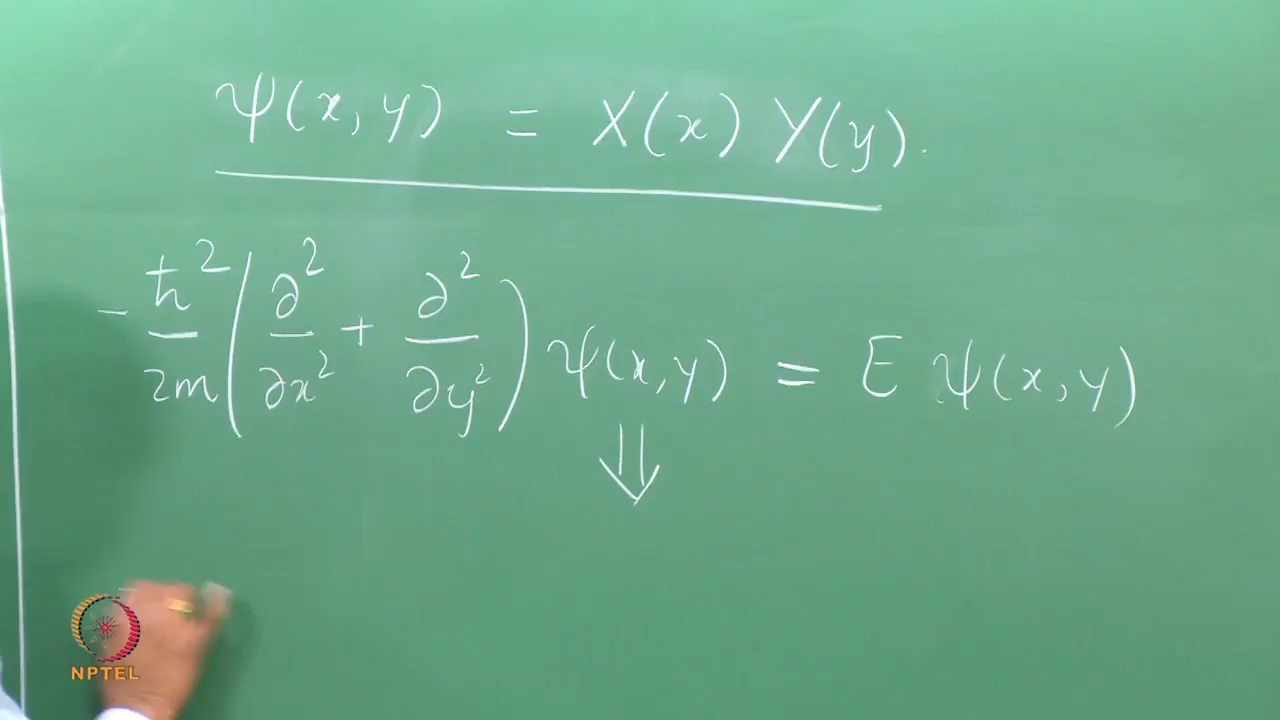 ψ(x, y) = X(x) Y(y).
- ħ²/2m (∂²/∂x² + ∂²/∂y²) ψ(x, y) = E ψ(x, y)
⇓
NPTEL